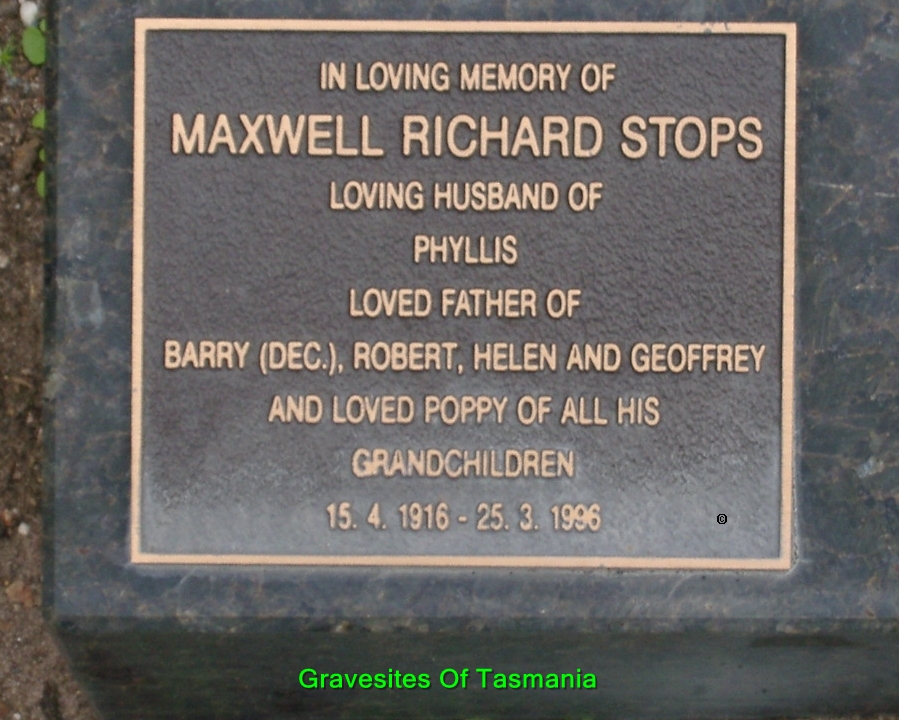 IN LOVING MEMORY OF
MAXWELL RICHARD STOPS
LOVING HUSBAND OF
PHYLLIS
LOVED FATHER OF
BARRY (DEC.), ROBERT, HELEN AND GEOFFREY
AND LOVED POPPY OF ALL HIS
GRANDCHILDREN
15. 4. 1916 - 25. 3. 1996
©
Gravesites Of Tasmania